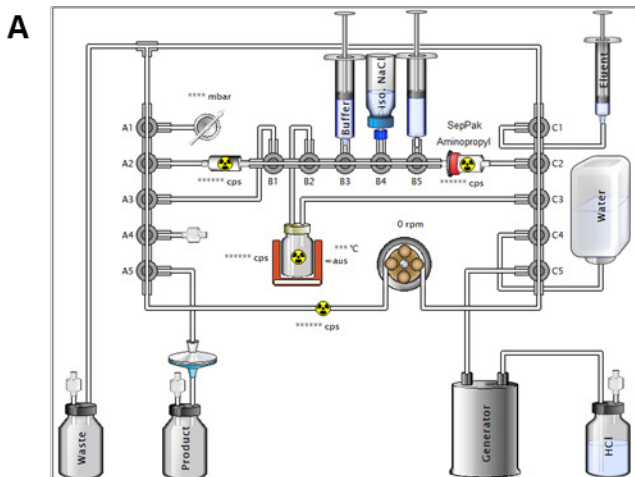 A
**** mbar
Buffer
iso. NaCl
Eluent
SepPak
Aminopropyl
A1
A2
A3
A4
A5
B1
B2
B3
B4
B5
C1
C2
C3
C4
C5
****** cps
****** cps
Water
0 rpm
****** cps
*** °C
=aus
****** cps
Waste
Product
Generator
HCl